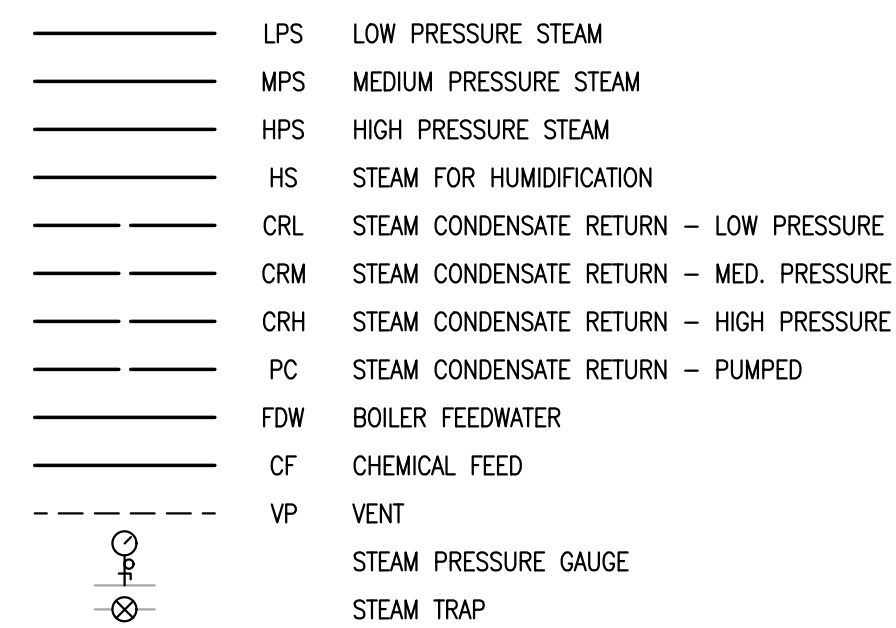 LPS LOW PRESSURE STEAM
MPS MEDIUM PRESSURE STEAM
HPS HIGH PRESSURE STEAM
HS STEAM FOR HUMIDIFICATION
CRL STEAM CONDENSATE RETURN – LOW PRESSURE
CRM STEAM CONDENSATE RETURN – MED. PRESSURE
CRH STEAM CONDENSATE RETURN – HIGH PRESSURE
PC STEAM CONDENSATE RETURN – PUMPED
FDW BOILER FEEDWATER
CF CHEMICAL FEED
VP VENT
STEAM PRESSURE GAUGE
STEAM TRAP